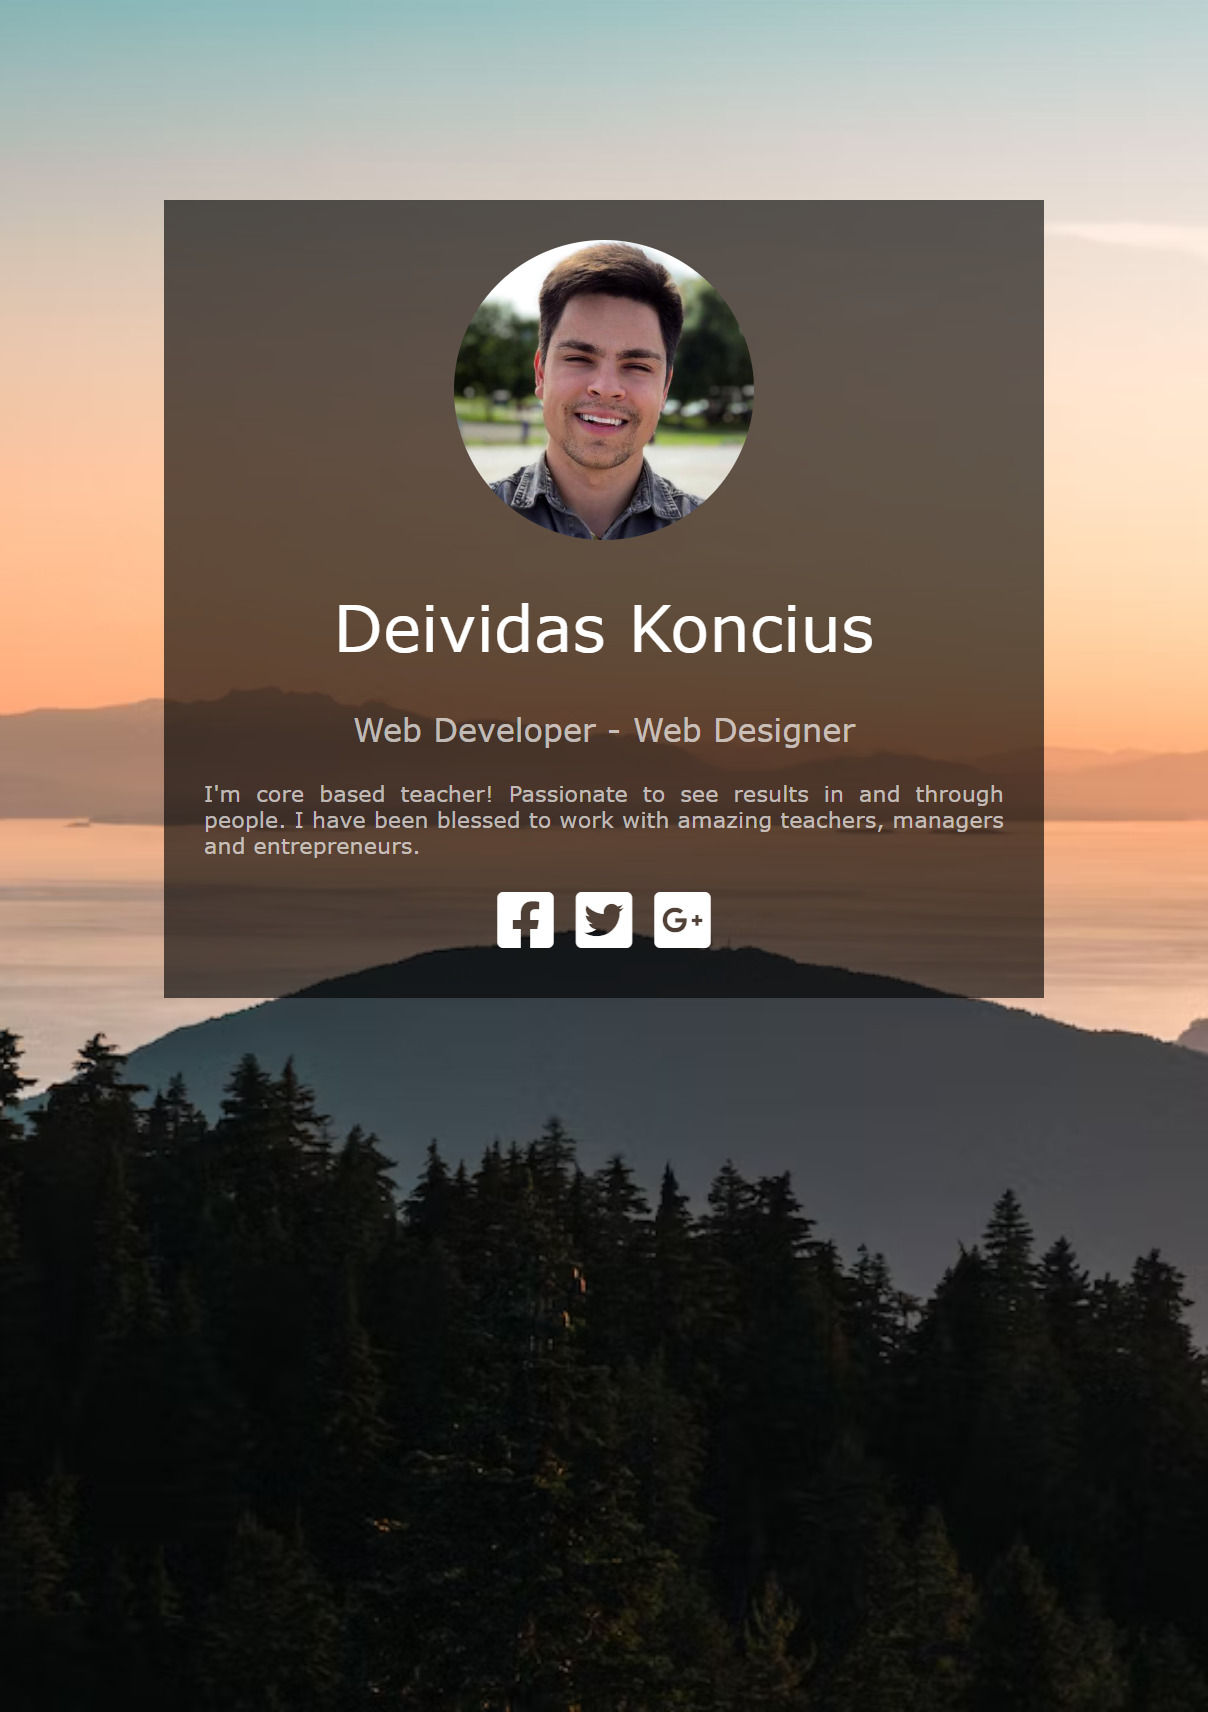 Deividas Koncius
Web Developer - Web Designer
I'm core based teacher! Passionate to see results in and through
people. I have been blessed to work with amazing teachers, managers
and entrepreneurs.
G+